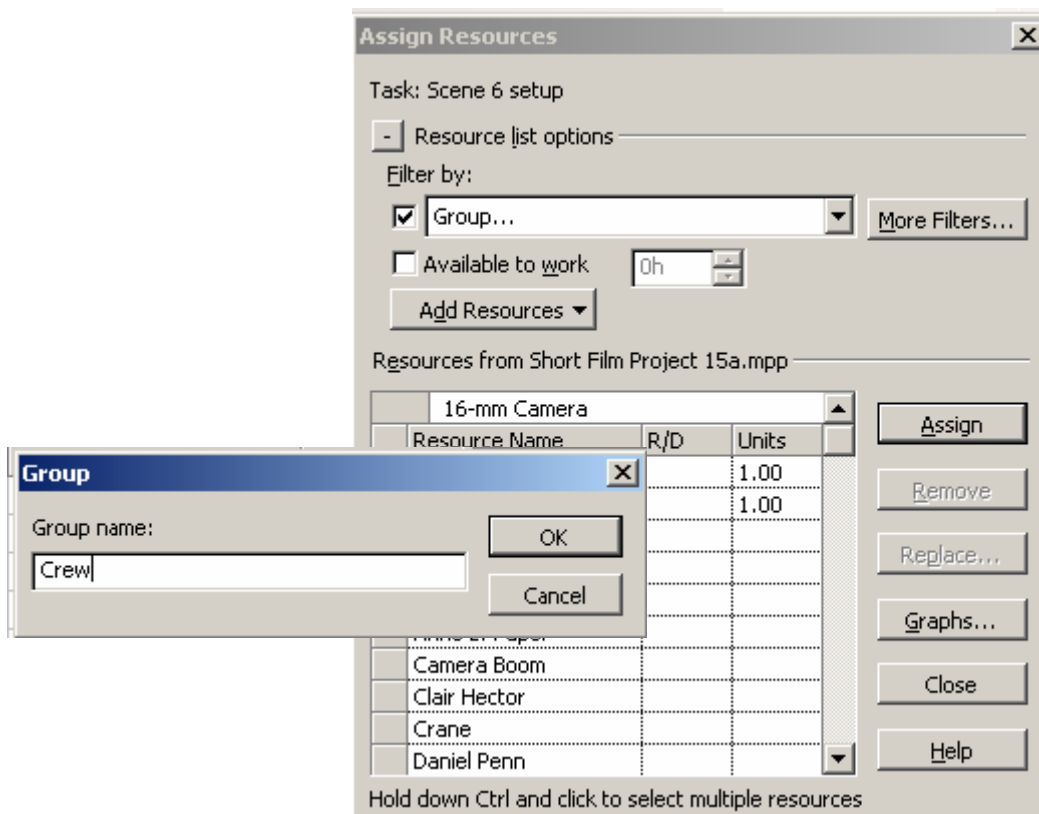 Assign Resources
Task: Scene 6 setup
- Resource list options
Filter by:
Group...
More Filters...
Available to work 0h
Add Resources
Resources from Short Film Project 15a.mpp
16-mm Camera
Assign
Resource Name R/D Units
1.00
Remove
1.00
Replace...
Group
Group name:
OK
Crew
Cancel
Graphs...
Camera Boom
Clair Hector
Close
Crane
Daniel Penn
Help
Hold down Ctrl and click to select multiple resources